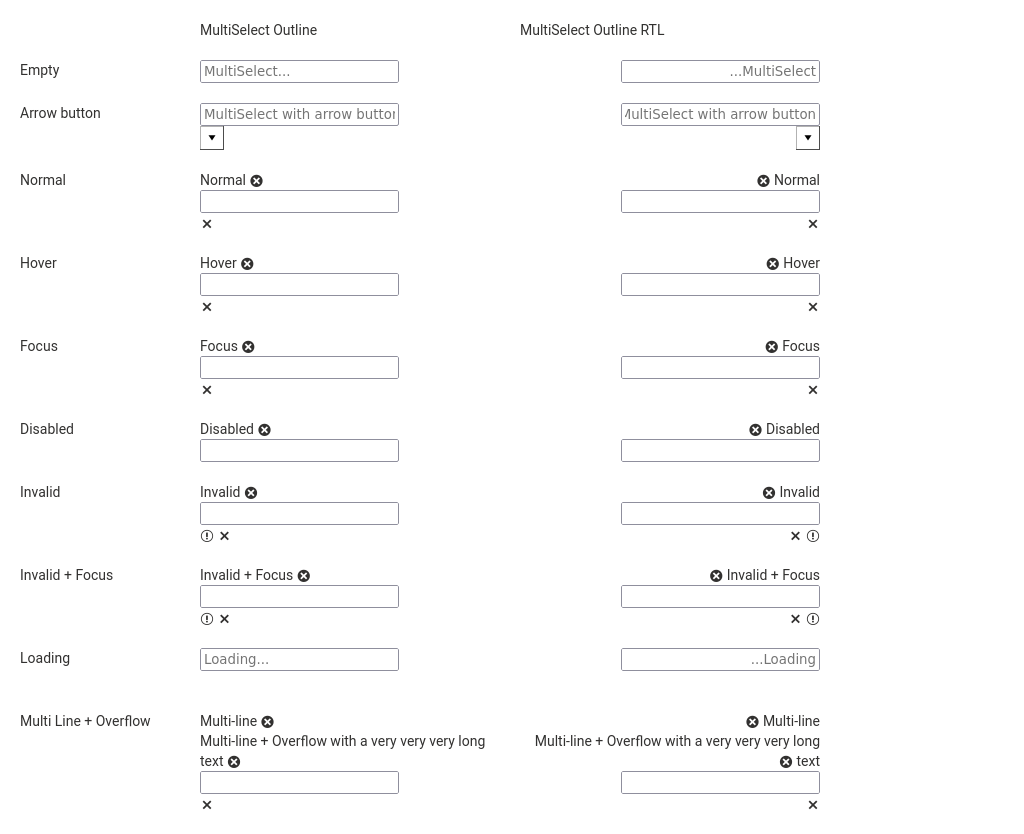 MultiSelect Outline MultiSelect Outline RTL
Empty MultiSelect... ...MultiSelect
Arrow button MultiSelect with arrow button MultiSelect with arrow button
Normal Normal Normal
Hover Hover Hover
Focus Focus Focus
Disabled Disabled Disabled
Invalid Invalid Invalid
Invalid + Focus Invalid + Focus Invalid + Focus
Loading Loading... ...Loading
Multi Line + Overflow Multi-line Multi-line
Multi-line + Overflow with a very very very long Multi-line + Overflow with a very very very long
text text